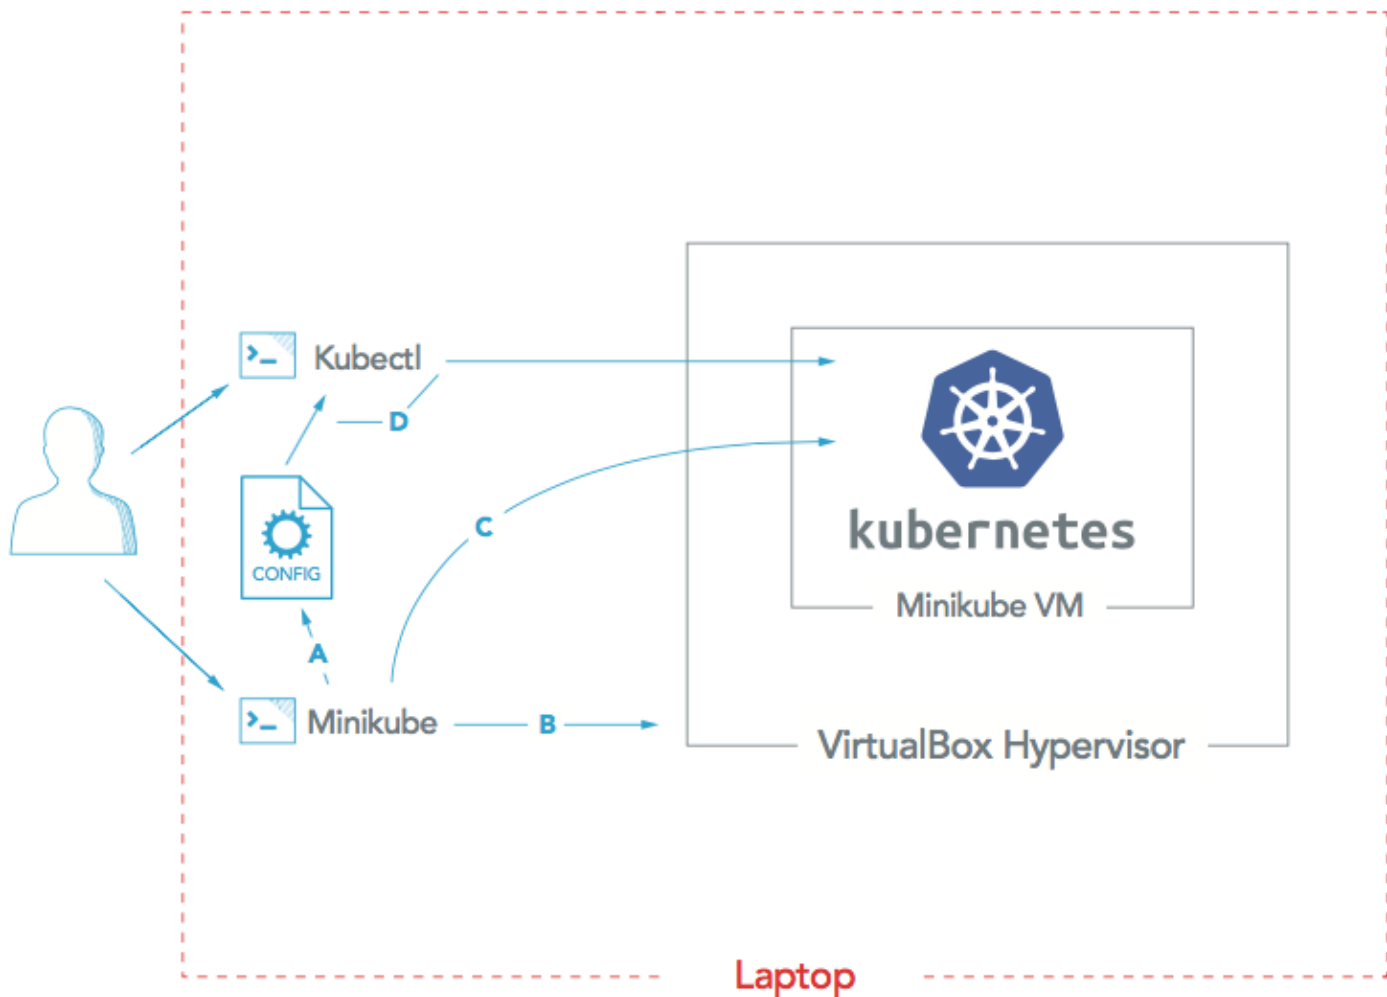 Kubectl
D
CONFIG
C
A
Minikube
B
kubernetes
Minikube VM
VirtualBox Hypervisor
Laptop